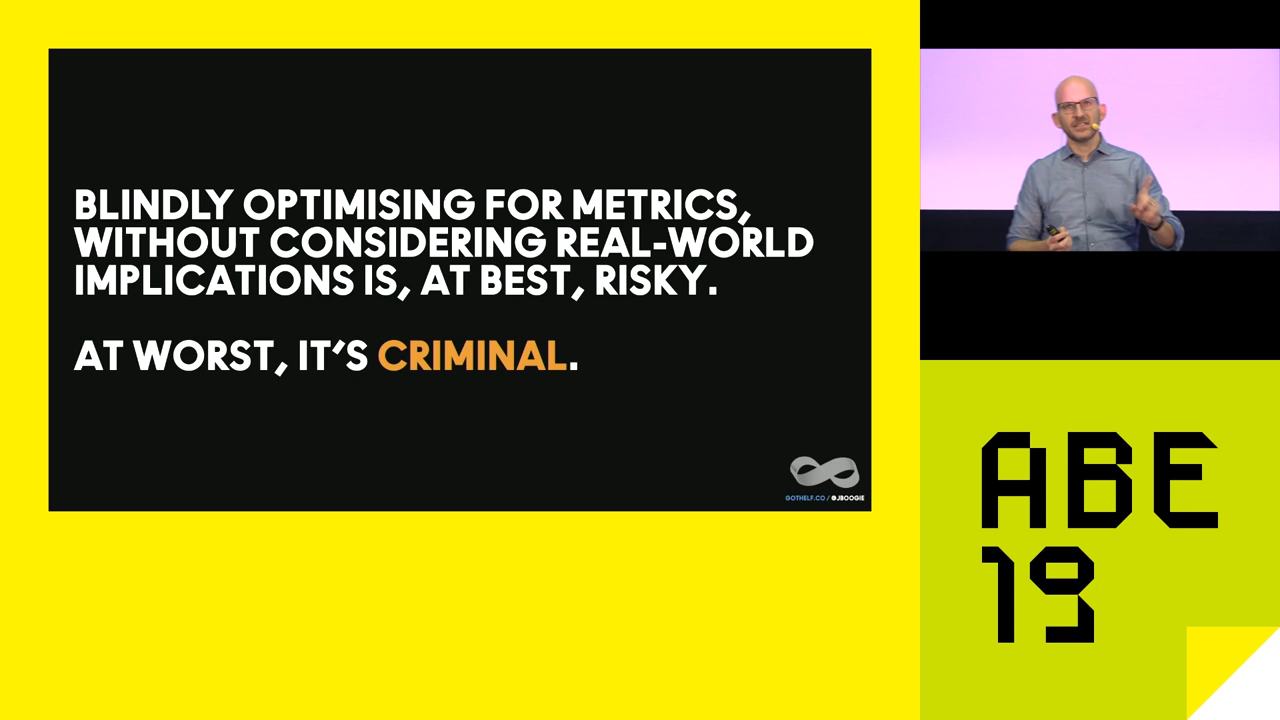 BLINDLY OPTIMISING FOR METRICS,
WITHOUT CONSIDERING REAL-WORLD
IMPLICATIONS IS, AT BEST, RISKY.
AT WORST, IT'S CRIMINAL.
GOTHELF.CO / @JBOOGIE
ABE
19